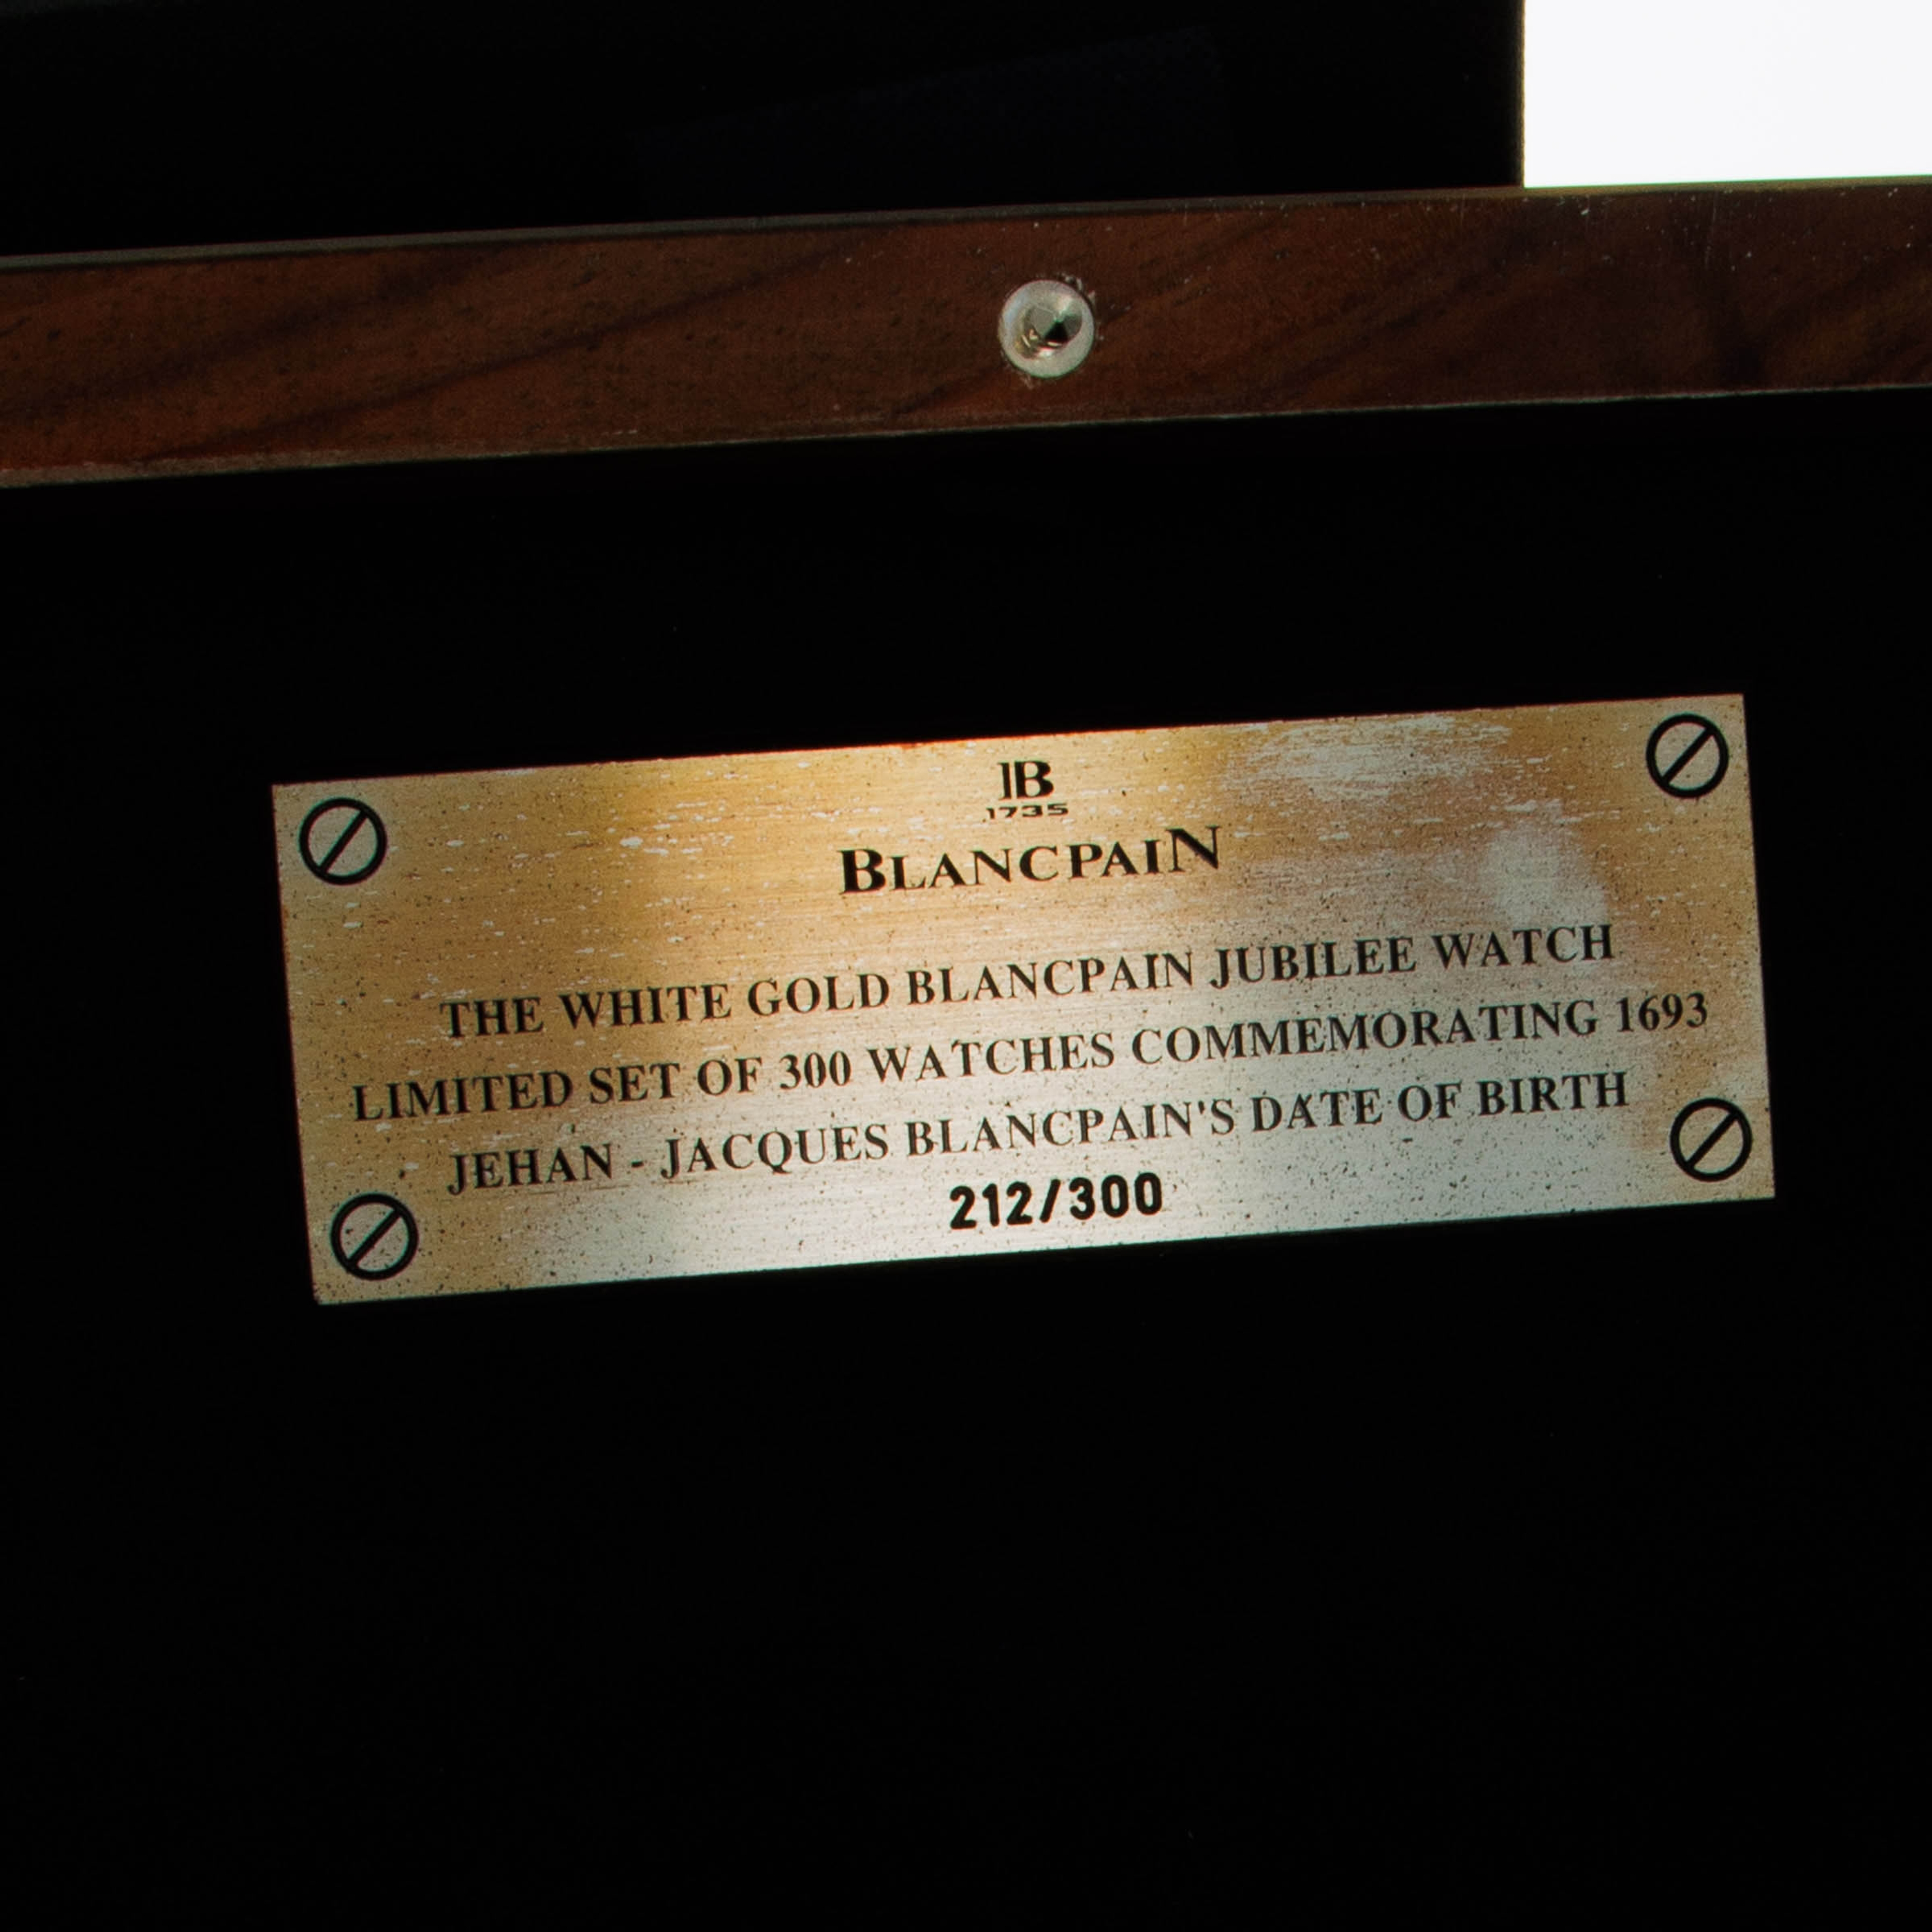 B
1735
BLANCPAIN
THE WHITE GOLD BLANCPAIN JUBILEE WATCH
LIMITED SET OF 300 WATCHES COMMEMORATING 1693
JEHAN - JACQUES BLANCPAIN'S DATE OF BIRTH
212/300